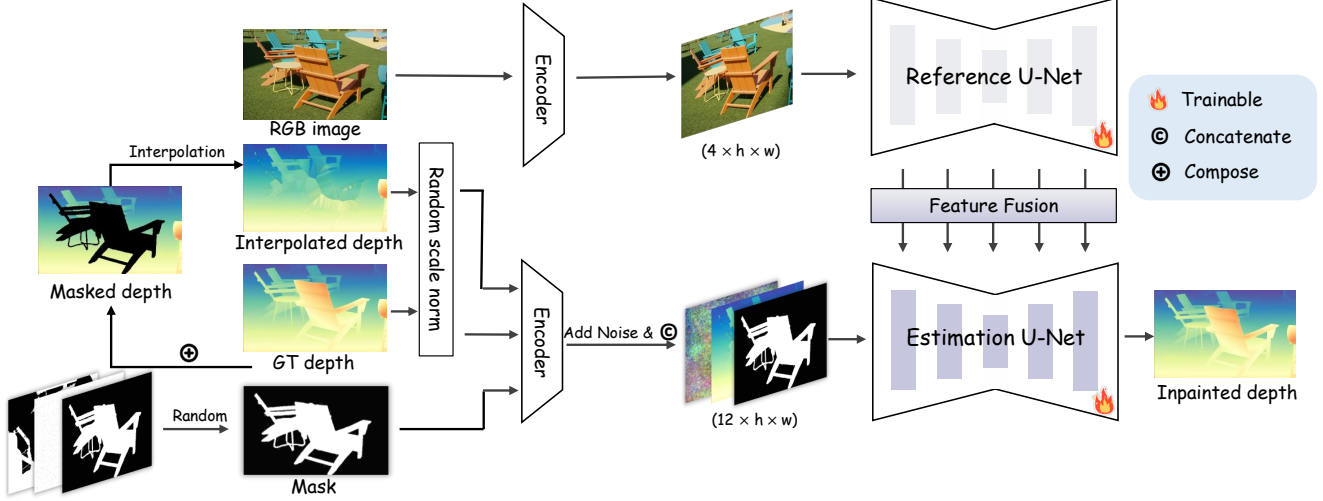 RGB image
Encoder
(4 × h × w)
Reference U-Net
Trainable
© Concatenate
⊕ Compose
Interpolation
Masked depth
Interpolated depth
Random scale norm
Feature Fusion
GT depth
⊕
Encoder
Add Noise & ©
(12 × h × w)
Estimation U-Net
Inpainted depth
Random
Mask